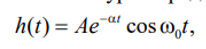 h(t) = Ae^{-αt} cos ω₀t,